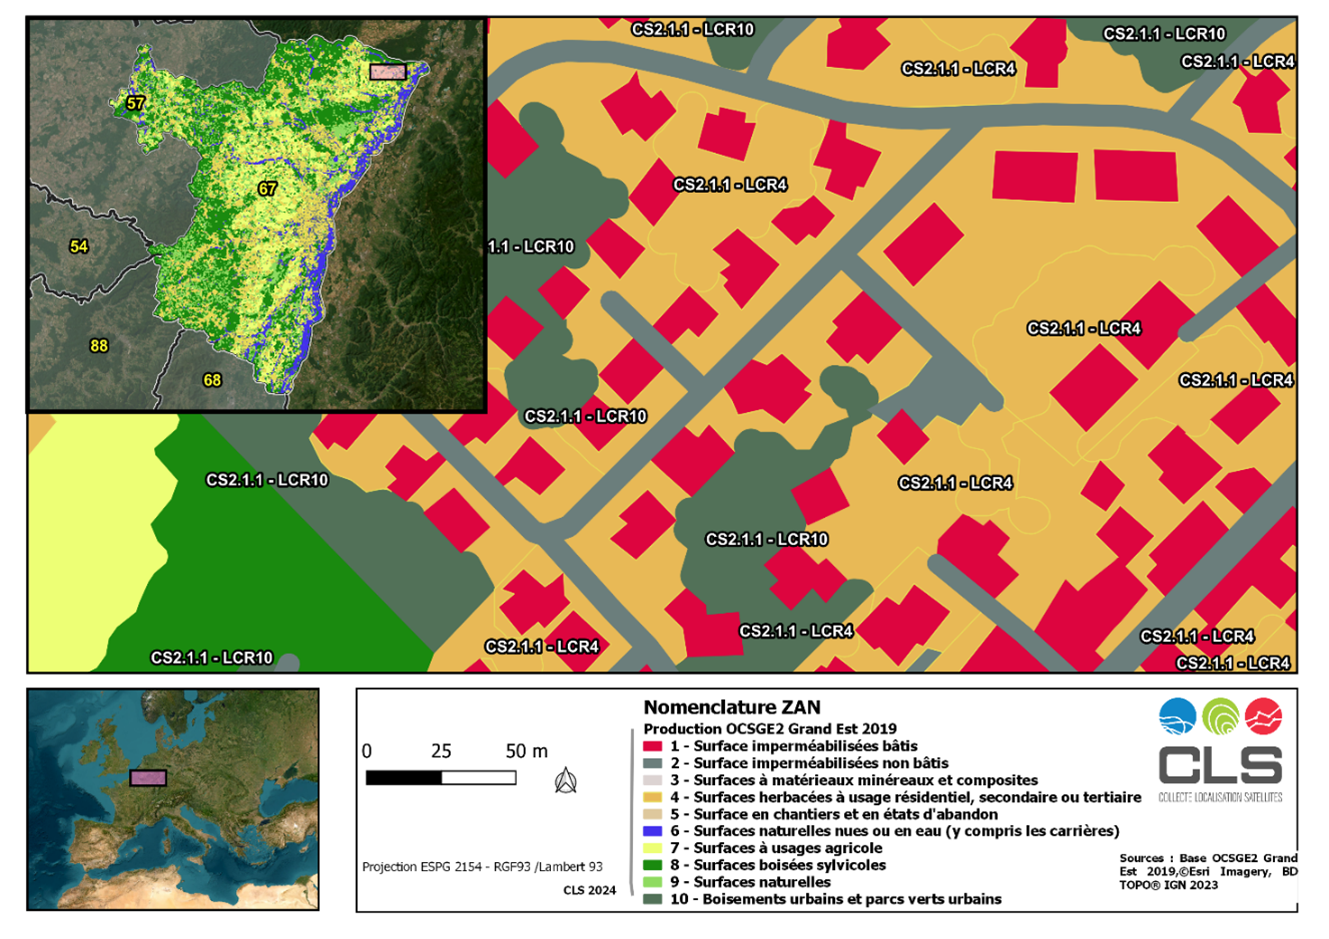 CS2.1.1 - LCR10
CS2.1.1 - LCR10
CS2.1.1 - LCR4
CS2.1.1 - LCR4
57
CS2.1.1 - LCR4
67
54
1.1 - LCR10
CS2.1.1 - LCR4
88
68
CS2.1.1 - LCR4
CS2.1.1 - LCR10
CS2.1.1 - LCR10
CS2.1.1 - LCR4
CS2.1.1 - LCR10
CS2.1.1 - LCR4
CS2.1.1 - LCR4
CS2.1.1 - LCR4
CS2.1.1 - LCR10
CS2.1.1 - LCR4
0 25 50 m
Projection ESPG 2154 - RGF93 /Lambert 93
CLS 2024
Nomenclature ZAN
Production OCSGE2 Grand Est 2019
1 - Surface imperméabilisées bâtis
2 - Surface imperméabilisées non bâtis
3 - Surfaces à matérieaux minéreaux et composites
4 - Surfaces herbacées à usage résidentiel, secondaire ou tertiaire
5 - Surface en chantiers et en états d'abandon
6 - Surfaces naturelles nues ou en eau (y compris les carrières)
7 - Surfaces à usages agricole
8 - Surfaces boisées sylvicoles
9 - Surfaces naturelles
10 - Boisements urbains et parcs verts urbains
CLS
COLLECTE LOCALISATION SATELLITES
Sources : Base OCSGE2 Grand
Est 2019,©Esri Imagery, BD
TOPO® IGN 2023